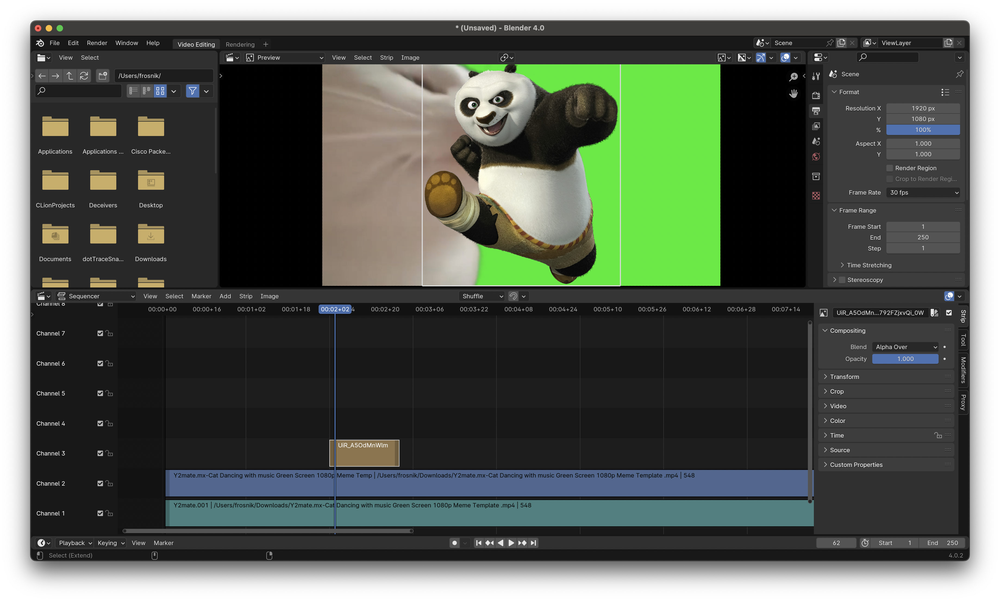 * (Unsaved) - Blender 4.0
File Edit Render Window Help Video Editing Rendering + Scene ViewLayer
View Select
Preview View Select Strip Image
/Users/frosnik/
Applications Applications ... Cisco Packe...
CLionProjects Deceivers Desktop
Documents dotTraceSna... Downloads
Scene
Format
Resolution X 1920 px
Y 1080 px
% 100%
Aspect X 1.000
Y 1.000
Render Region
Crop to Render Regi...
Frame Rate 30 fps
Frame Range
Frame Start 1
End 250
Step 1
Time Stretching
Stereoscopy
Sequencer View Select Marker Add Strip Image Shuffle
00:00+00 00:00+16 00:01+02 00:01+18 00:02+02 4 00:02+20 00:03+06 00:03+22 00:04+08 00:04+24 00:05+10 00:05+26 00:06+12 00:06+28 00:07+14
Channel 8
Channel 7
Channel 6
Channel 5
Channel 4
Channel 3
Channel 2
Channel 1
UiR_A5OdMnWlm
Y2mate.mx-Cat Dancing with music Green Screen 1080p Meme Temp | /Users/frosnik/Downloads/Y2mate.mx-Cat Dancing with music Green Screen 1080p Meme Template .mp4 | 548
Y2mate.001 | /Users/frosnik/Downloads/Y2mate.mx-Cat Dancing with music Green Screen 1080p Meme Template .mp4 | 548
UiR_A5OdMn...792FZjxvQi_0W
Compositing
Blend Alpha Over
Opacity 1.000
Transform
Crop
Video
Color
Time
Source
Custom Properties
Strip
Tool
Modifiers
Proxy
Playback Keying View Marker 62 Start 1 End 250
Select (Extend) 4.0.2